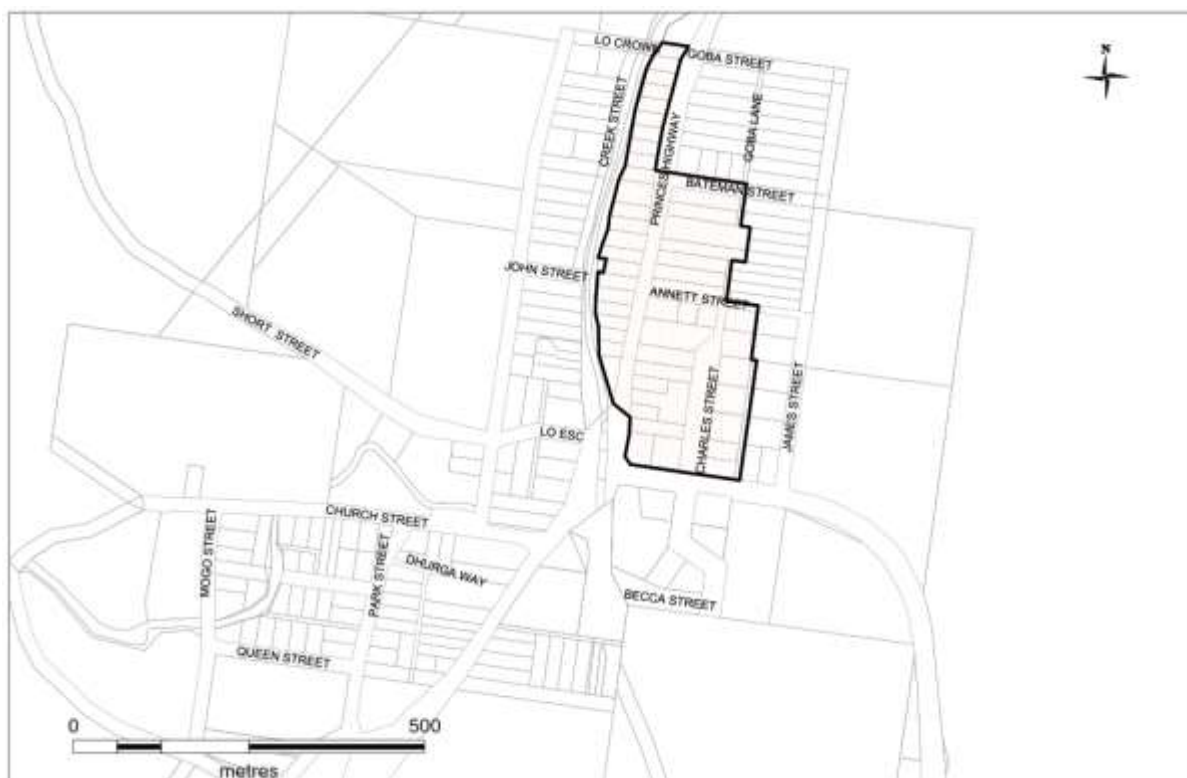 N
LO CROW
GOBA STREET
CREEK STREET
GOBA LANE
PRINCES HIGHWAY
BATEMAN STREET
JOHN STREET
ANNETT STREET
SHORT STREET
CHARLES STREET
JAMES STREET
LO ESC
CHURCH STREET
MOGO STREET
PARK STREET
DHURGA WAY
BECCA STREET
QUEEN STREET
0 500
metres